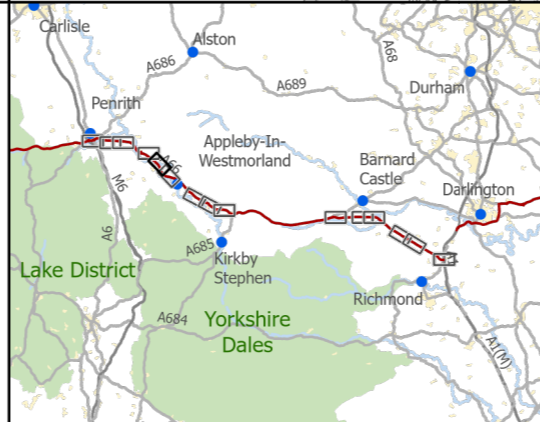 Carlisle
Alston
A686
A68
A689
Durham
Penrith
Appleby-In-
Westmorland
A66
Barnard
Castle
Darlington
M6
A6
A685
Lake District
Kirkby
Stephen
Richmond
A684
Yorkshire
Dales
A1(M)